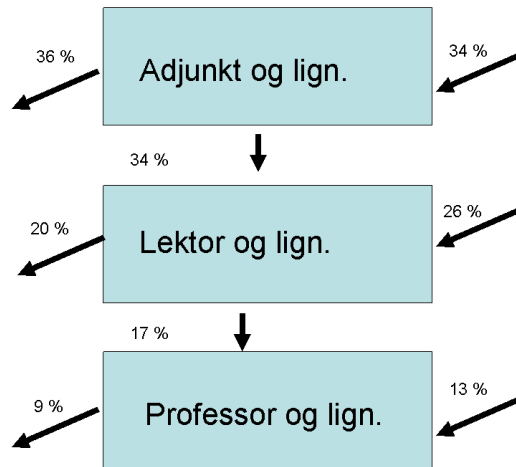 36 %
Adjunkt og lign.
34 %
34 %
20 %
Lektor og lign.
26 %
17 %
9 %
Professor og lign.
13 %